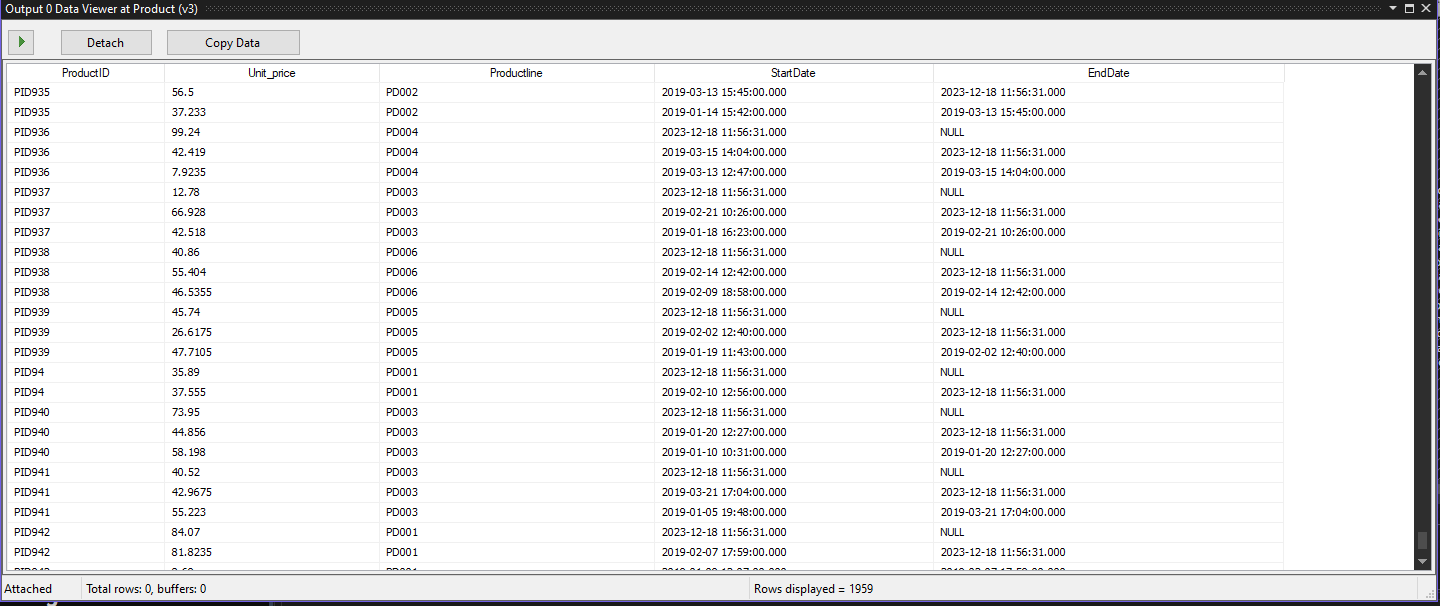 Output 0 Data Viewer at Product (v3)
Detach Copy Data
ProductID Unit_price Productline StartDate EndDate
PID935 56.5 PD002 2019-03-13 15:45:00.000 2023-12-18 11:56:31.000
PID935 37.233 PD002 2019-01-14 15:42:00.000 2019-03-13 15:45:00.000
PID936 99.24 PD004 2023-12-18 11:56:31.000 NULL
PID936 42.419 PD004 2019-03-15 14:04:00.000 2023-12-18 11:56:31.000
PID936 7.9235 PD004 2019-03-13 12:47:00.000 2019-03-15 14:04:00.000
PID937 12.78 PD003 2023-12-18 11:56:31.000 NULL
PID937 66.928 PD003 2019-02-21 10:26:00.000 2023-12-18 11:56:31.000
PID937 42.518 PD003 2019-01-18 16:23:00.000 2019-02-21 10:26:00.000
PID938 40.86 PD006 2023-12-18 11:56:31.000 NULL
PID938 55.404 PD006 2019-02-14 12:42:00.000 2023-12-18 11:56:31.000
PID938 46.5355 PD006 2019-02-09 18:58:00.000 2019-02-14 12:42:00.000
PID939 45.74 PD005 2023-12-18 11:56:31.000 NULL
PID939 26.6175 PD005 2019-02-02 12:40:00.000 2023-12-18 11:56:31.000
PID939 47.7105 PD005 2019-01-19 11:43:00.000 2019-02-02 12:40:00.000
PID94 35.89 PD001 2023-12-18 11:56:31.000 NULL
PID94 37.555 PD001 2019-02-10 12:56:00.000 2023-12-18 11:56:31.000
PID940 73.95 PD003 2023-12-18 11:56:31.000 NULL
PID940 44.856 PD003 2019-01-20 12:27:00.000 2023-12-18 11:56:31.000
PID940 58.198 PD003 2019-01-10 10:31:00.000 2019-01-20 12:27:00.000
PID941 40.52 PD003 2023-12-18 11:56:31.000 NULL
PID941 42.9675 PD003 2019-03-21 17:04:00.000 2023-12-18 11:56:31.000
PID941 55.223 PD003 2019-01-05 19:48:00.000 2019-03-21 17:04:00.000
PID942 84.07 PD001 2023-12-18 11:56:31.000 NULL
PID942 81.8235 PD001 2019-02-07 17:59:00.000 2023-12-18 11:56:31.000
Attached Total rows: 0, buffers: 0 Rows displayed = 1959